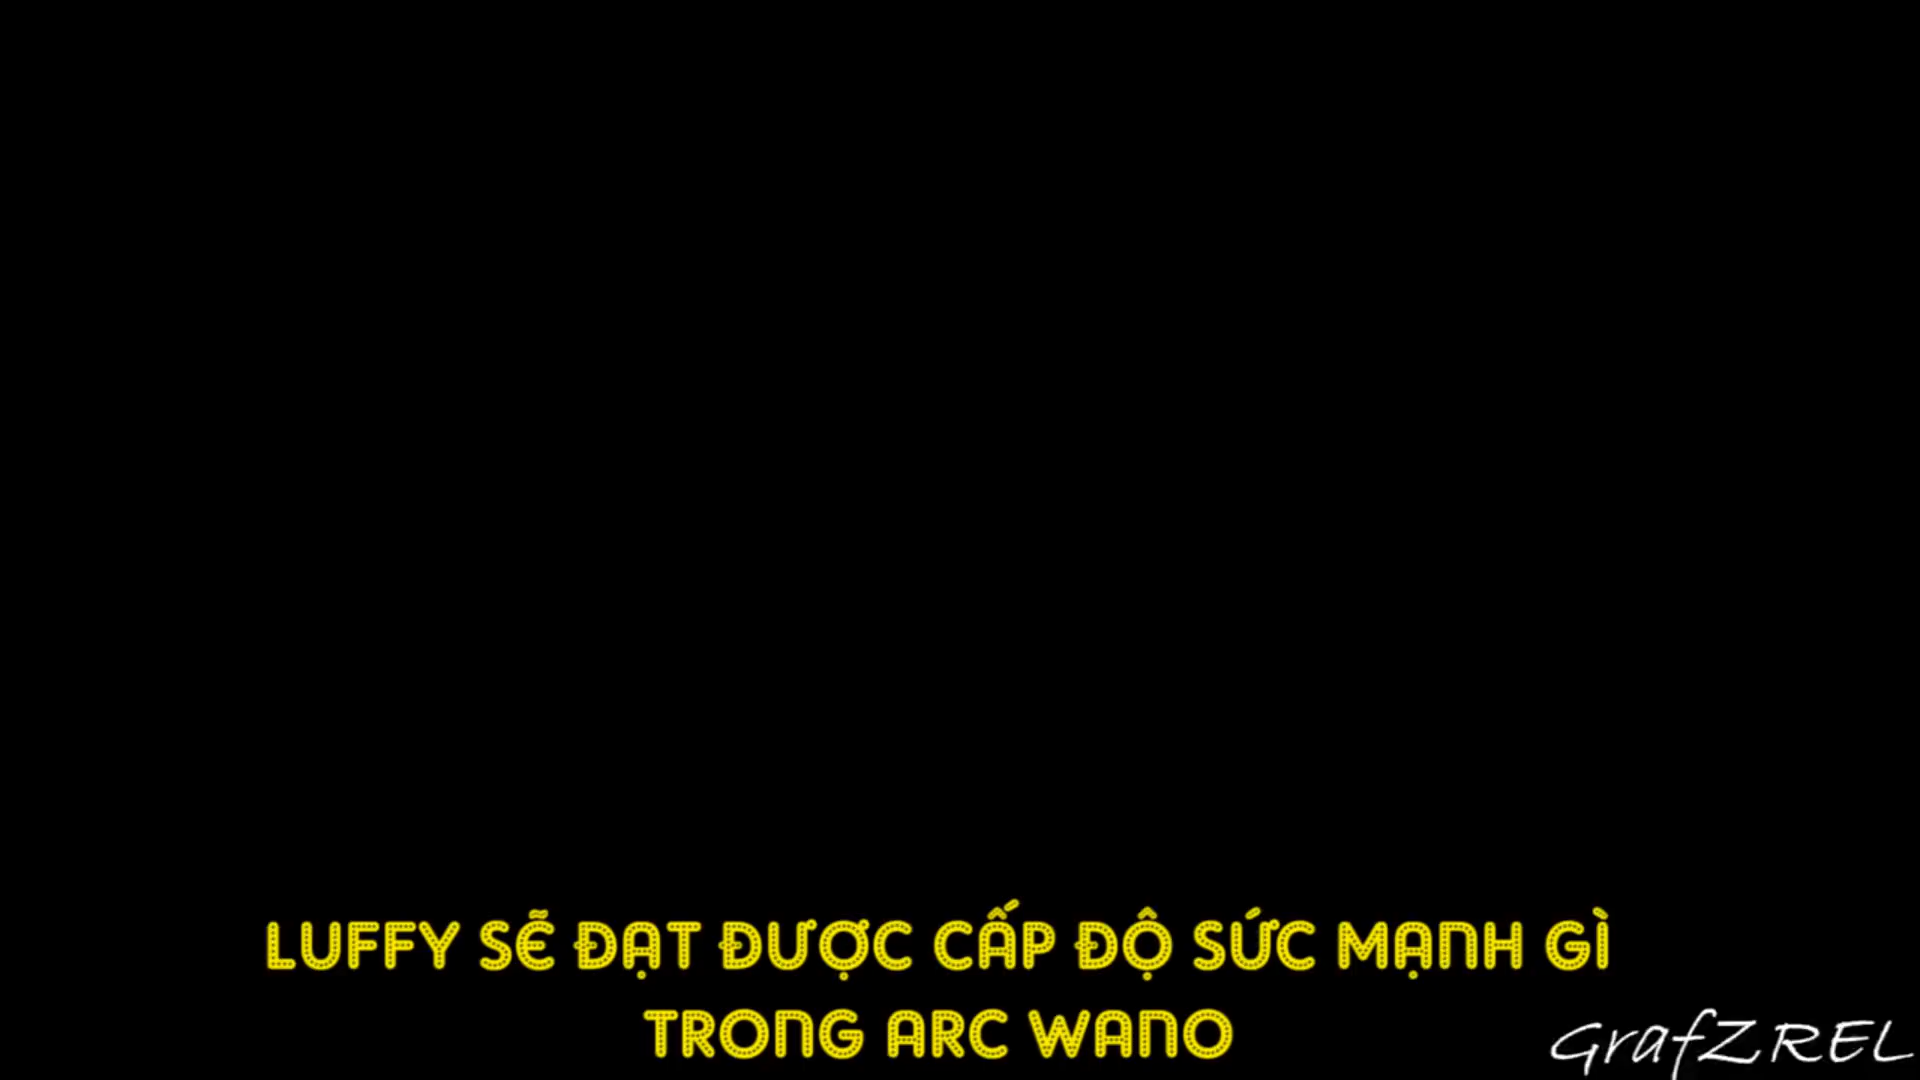 LUFFY SẼ ĐẠT ĐƯỢC CẤP ĐỘ SỨC MẠNH GÌ
TRONG ARC WANO
GrafZREL